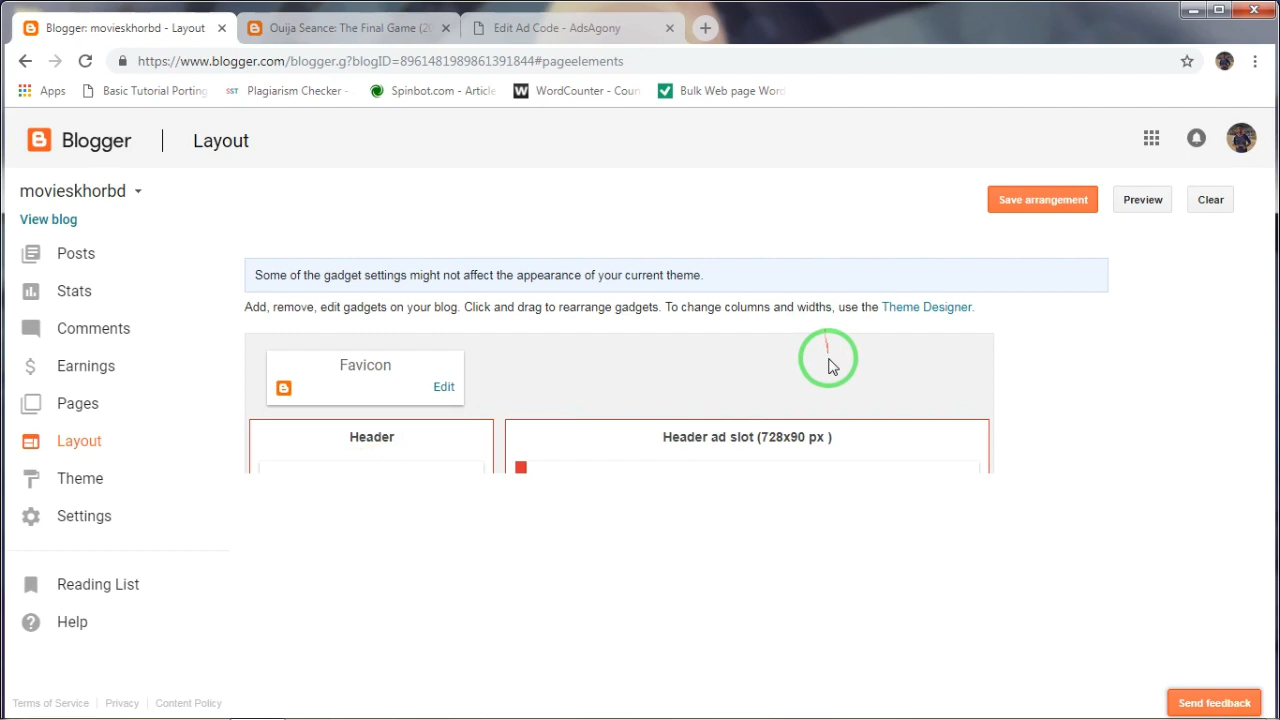 Blogger: movieskhorbd - Layout
Ouija Seance: The Final Game (20
Edit Ad Code - AdsAgony
https://www.blogger.com/blogger.g?blogID=8961481989861391844#pageelements
Apps
Basic Tutorial Porting
SST Plagiarism Checker -
Spinbot.com - Article
W WordCounter - Coun
Bulk Web page Word
Blogger
Layout
movieskhorbd
View blog
Save arrangement
Preview
Clear
Posts
Stats
Comments
Earnings
Pages
Layout
Theme
Settings
Reading List
Help
Some of the gadget settings might not affect the appearance of your current theme.
Add, remove, edit gadgets on your blog. Click and drag to rearrange gadgets. To change columns and widths, use the Theme Designer.
Favicon
Edit
Header
Header ad slot (728x90 px )
Terms of Service
Privacy
Content Policy
Send feedback